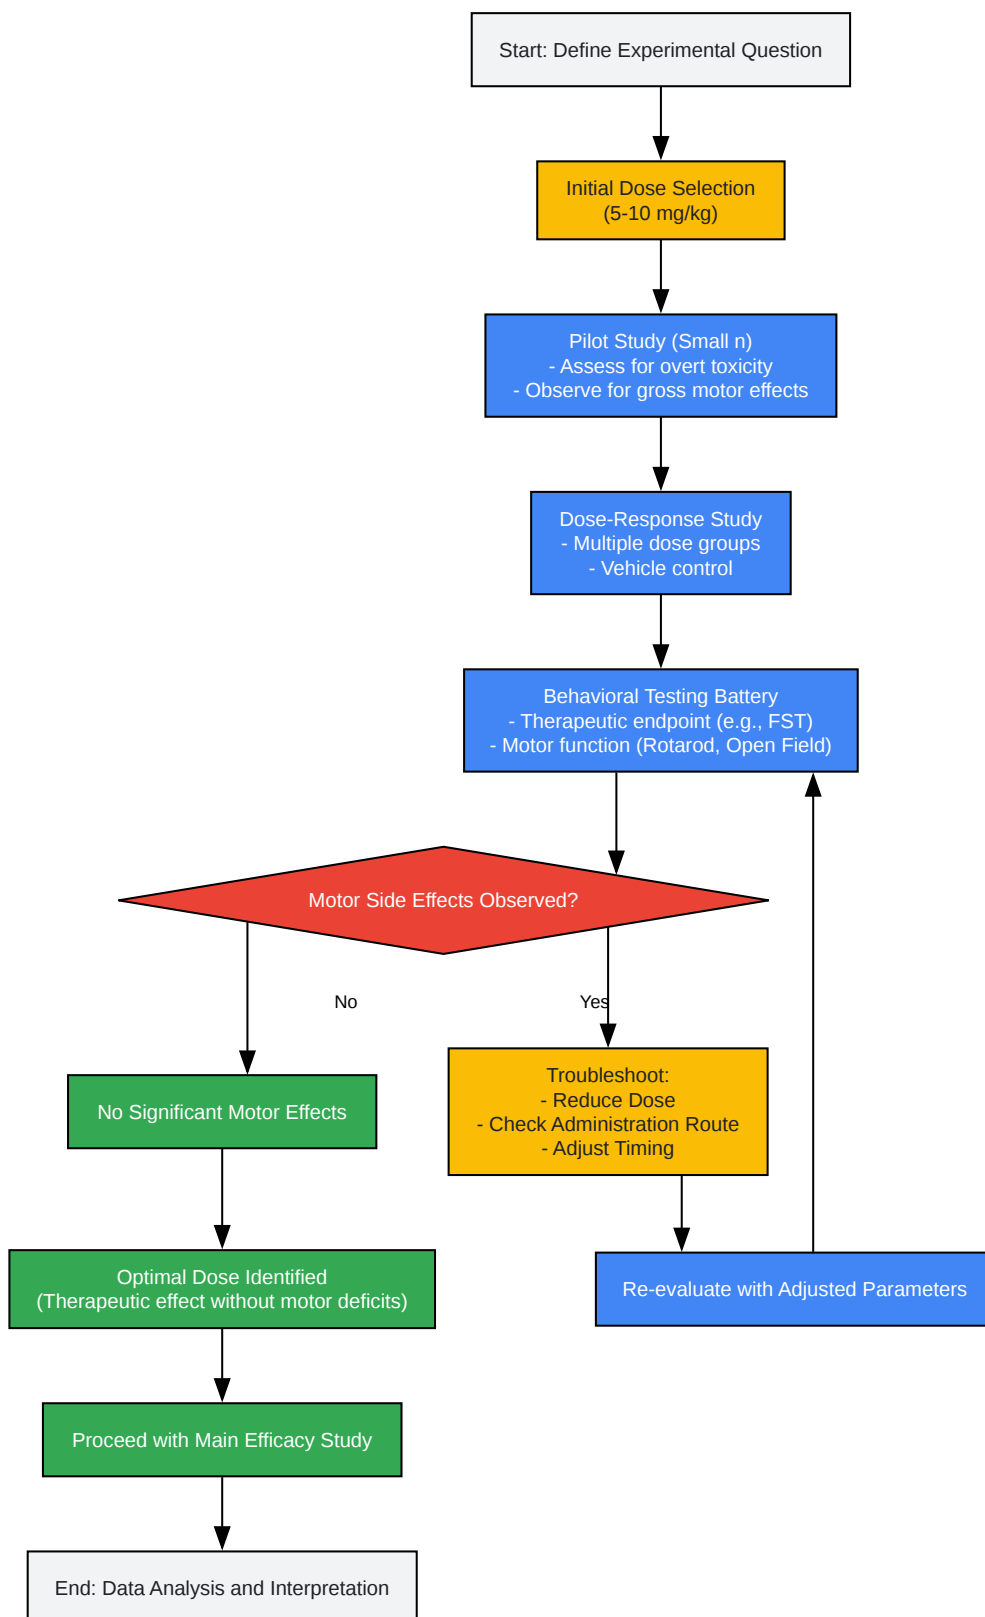 Start: Define Experimental Question
Initial Dose Selection
(5-10 mg/kg)
Pilot Study (Small n)
- Assess for overt toxicity
- Observe for gross motor effects
Dose-Response Study
- Multiple dose groups
- Vehicle control
Behavioral Testing Battery
- Therapeutic endpoint (e.g., FST)
- Motor function (Rotarod, Open Field)
Motor Side Effects Observed?
No
Yes
Troubleshoot:
- Reduce Dose
- Check Administration Route
- Adjust Timing
No Significant Motor Effects
Optimal Dose Identified
(Therapeutic effect without motor deficits)
Re-evaluate with Adjusted Parameters
Proceed with Main Efficacy Study
End: Data Analysis and Interpretation